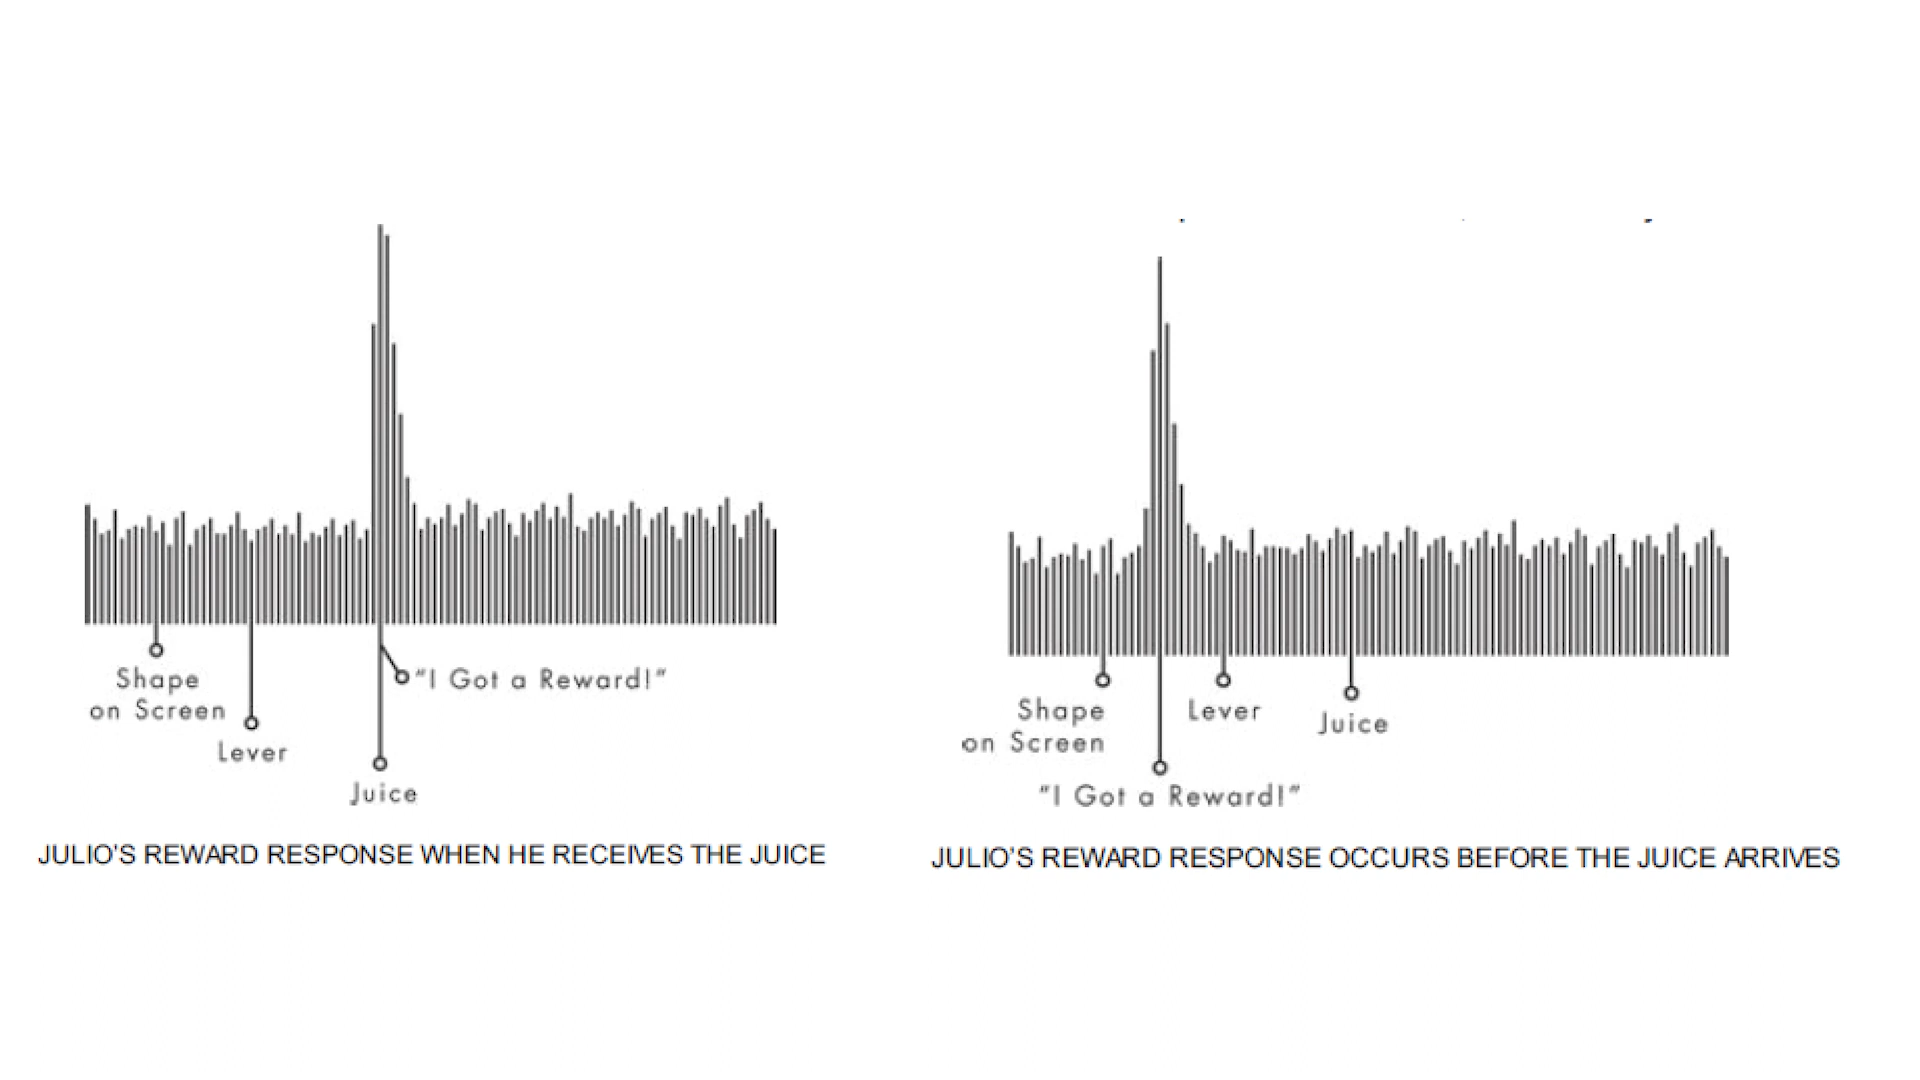 Shape
on Screen
Lever
"I Got a Reward!"
Juice
JULIO'S REWARD RESPONSE WHEN HE RECEIVES THE JUICE
Shape
on Screen
Lever
Juice
"I Got a Reward!"
JULIO'S REWARD RESPONSE OCCURS BEFORE THE JUICE ARRIVES